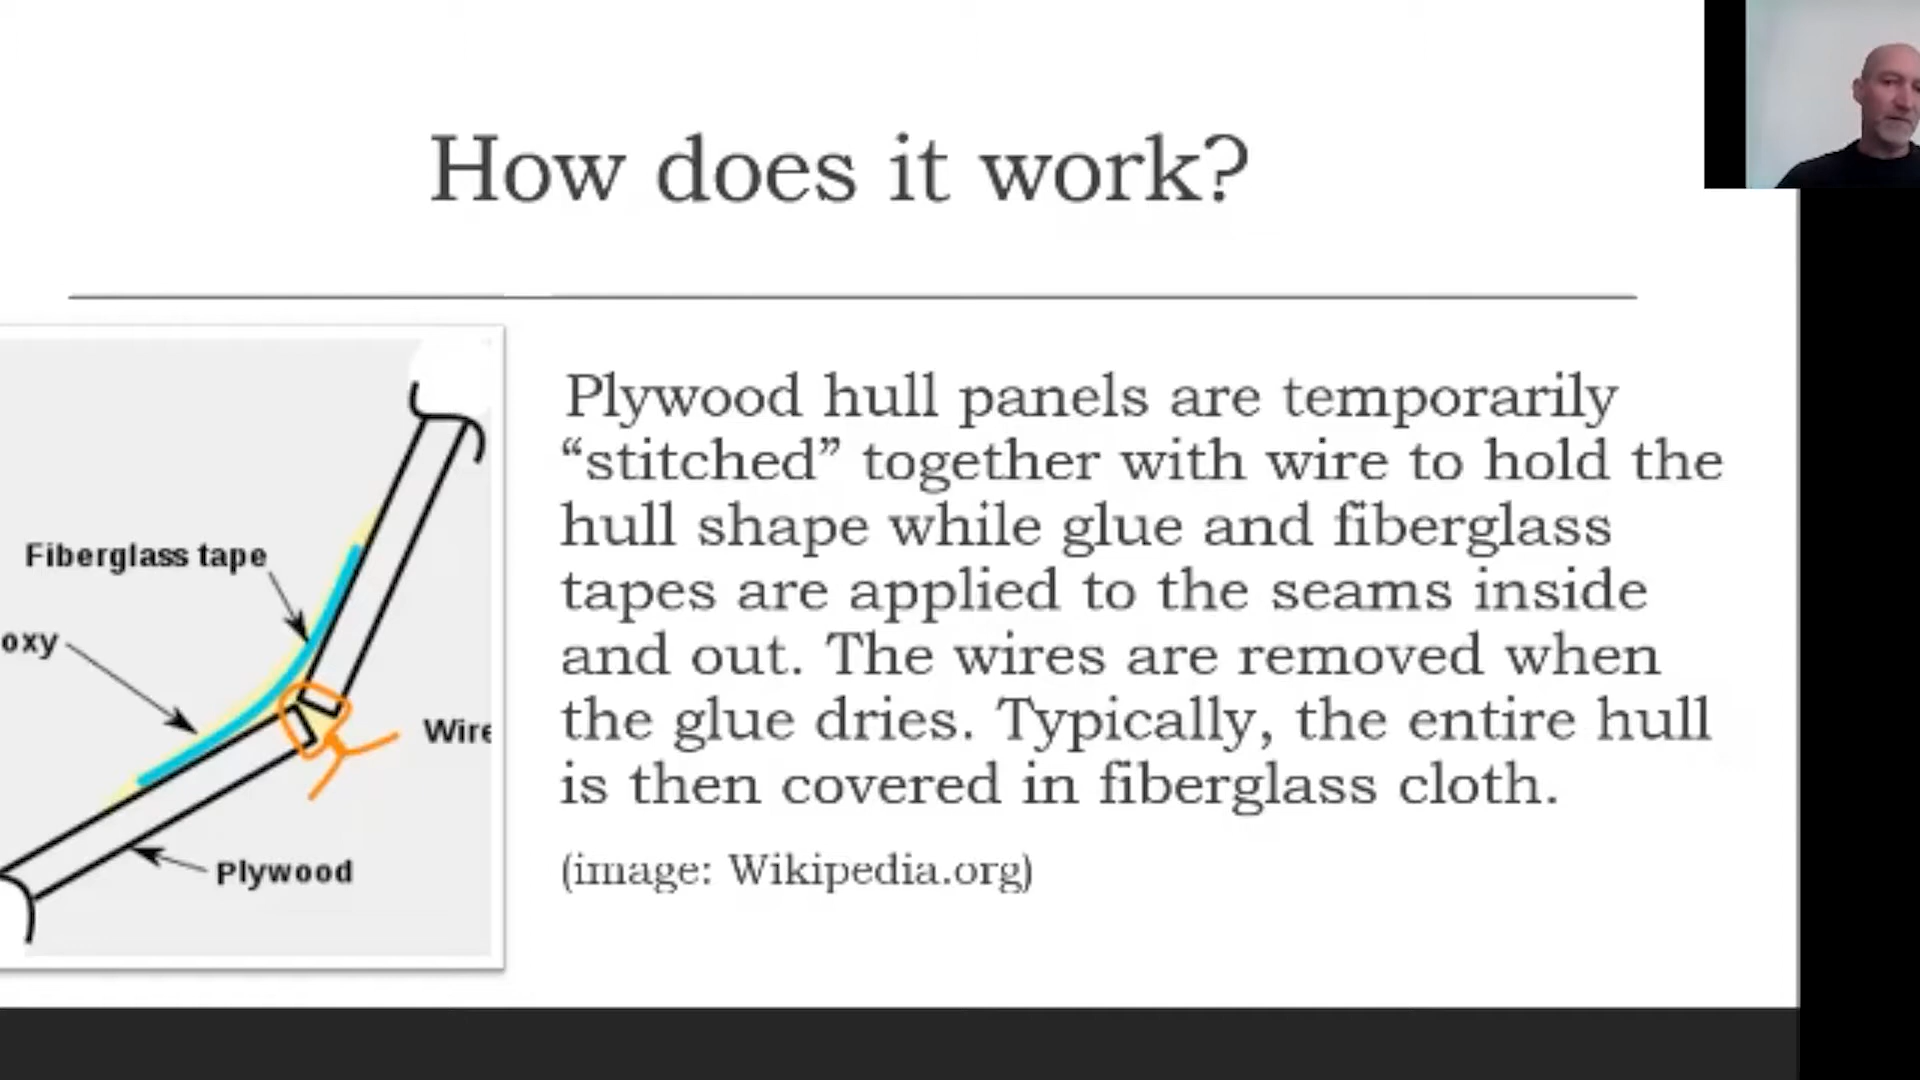 How does it work?
Fiberglass tape
oxy
Wire
Plywood
Plywood hull panels are temporarily
“stitched” together with wire to hold the
hull shape while glue and fiberglass
tapes are applied to the seams inside
and out. The wires are removed when
the glue dries. Typically, the entire hull
is then covered in fiberglass cloth.
(image: Wikipedia.org)